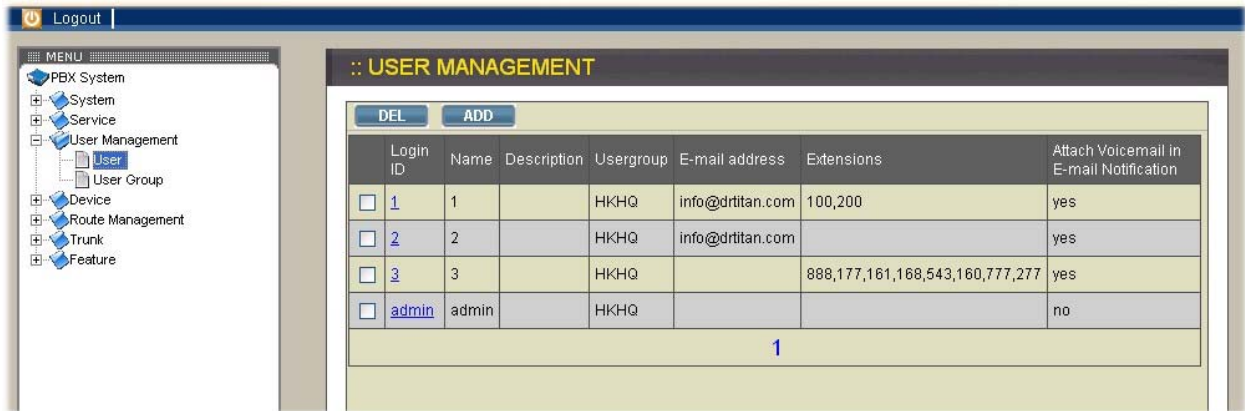 Logout
MENU
PBX System
System
Service
User Management
User
User Group
Device
Route Management
Trunk
Feature
:: USER MANAGEMENT
DEL ADD
Login ID Name Description Usergroup E-mail address Extensions Attach Voicemail in E-mail Notification
1 1 HKHQ info@drtitan.com 100,200 yes
2 2 HKHQ info@drtitan.com yes
3 3 HKHQ 888,177,161,168,543,160,777,277 yes
admin admin HKHQ no
1